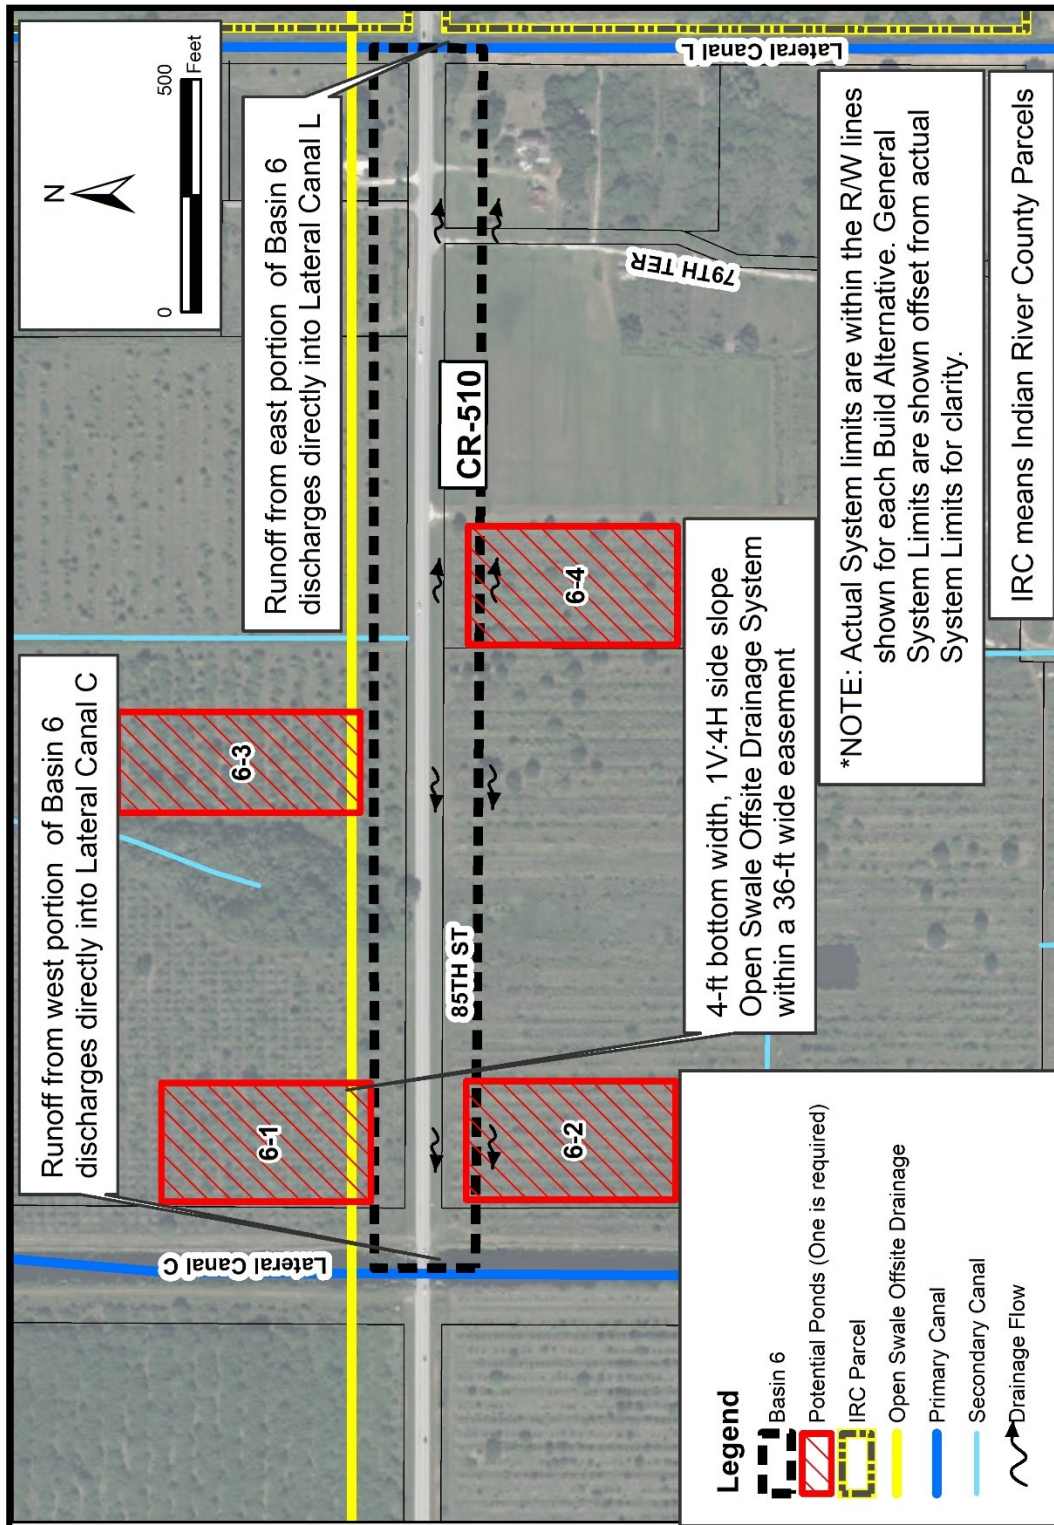 Runoff from west portion  of Basin 6
discharges directly into Lateral Canal C
Runoff from east portion  of Basin 6
discharges directly into Lateral Canal L
N
0
500
Feet
6-3
6-1
Lateral Canal C
Lateral Canal L
85TH ST
CR-510
79TH TER
6-2
6-4
4-ft bottom width, 1V:4H side slope
Open Swale Offsite Drainage System
within a 36-ft wide easement
*NOTE: Actual System limits are within the R/W lines
shown for each Build Alternative. General
System Limits are shown offset from actual
System Limits for clarity.
IRC means Indian River County Parcels
Legend
Basin 6
Potential Ponds (One is required)
IRC Parcel
Open Swale Offsite Drainage
Primary Canal
Secondary Canal
Drainage Flow